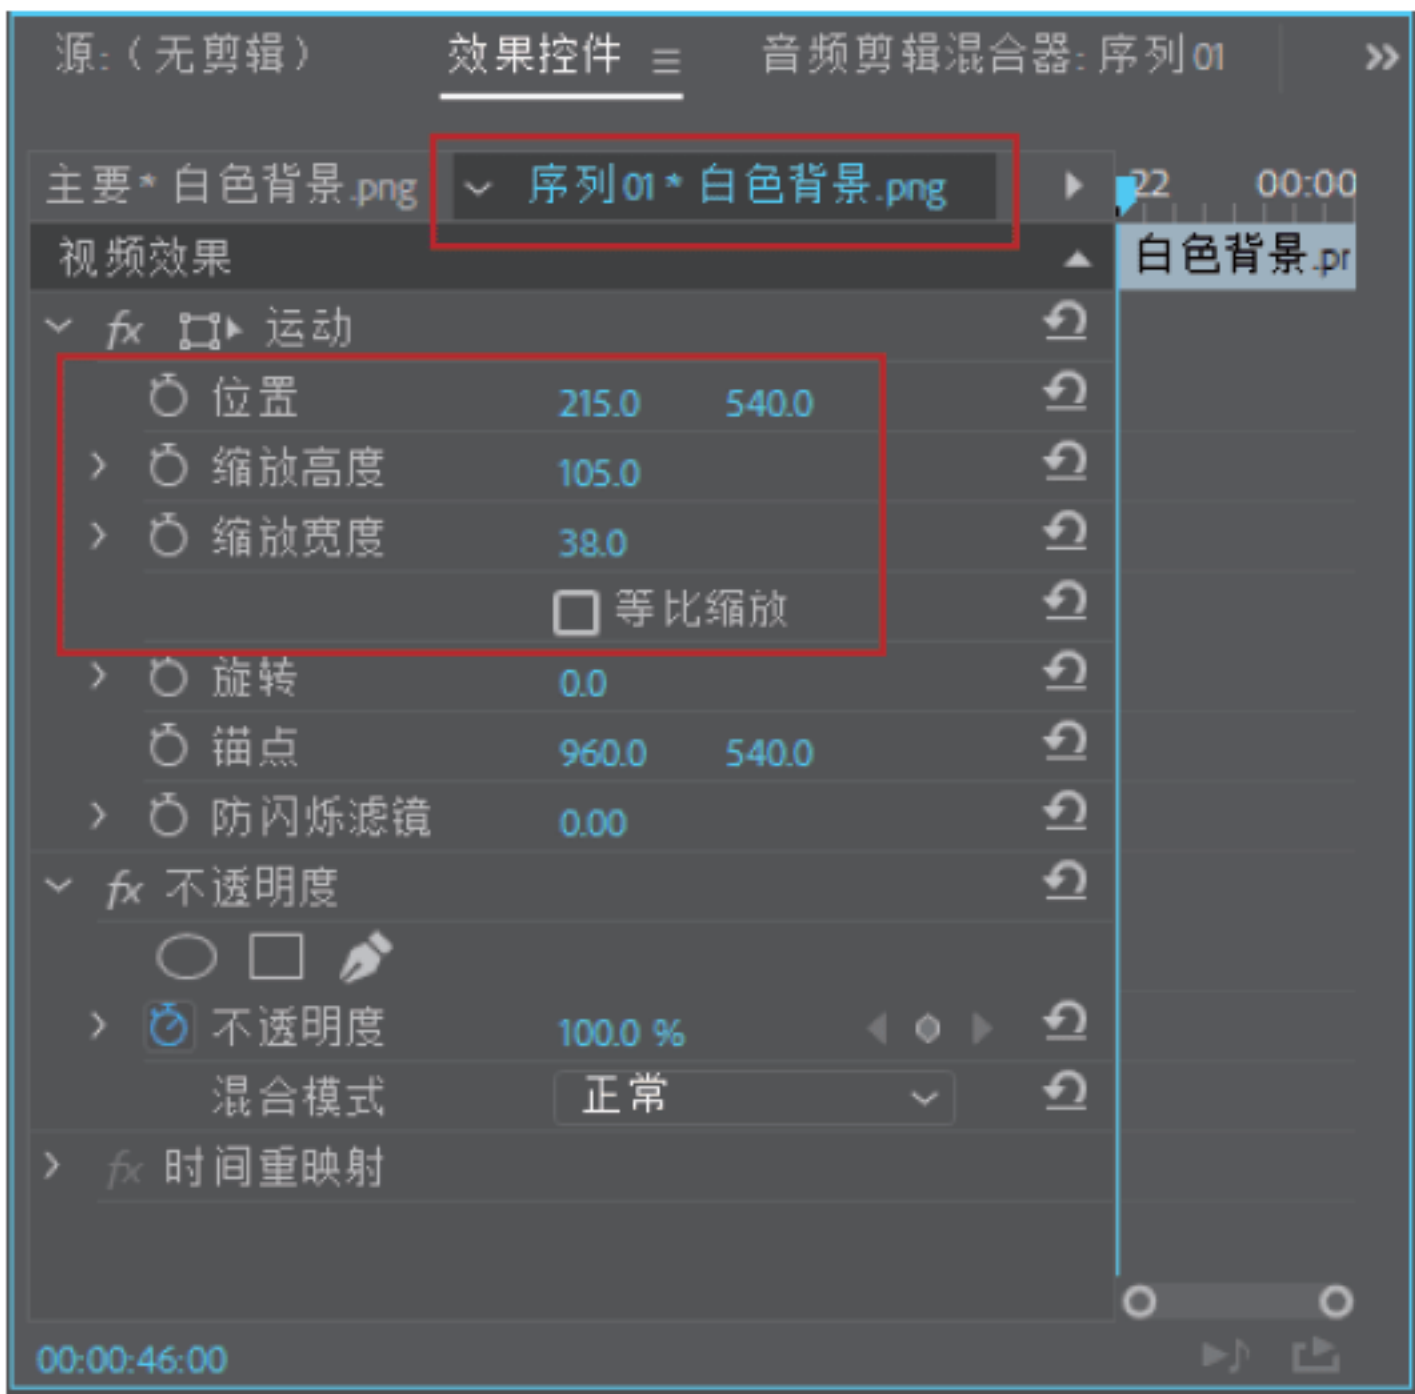 源:（无剪辑） 效果控件 音频剪辑混合器: 序列 01
主要* 白色背景.png 序列 01 * 白色背景.png 22 00:00
视频效果 白色背景.pr
fx 运动
位置 215.0 540.0
缩放高度 105.0
缩放宽度 38.0
等比缩放
旋转 0.0
锚点 960.0 540.0
防闪烁滤镜 0.00
fx 不透明度
不透明度 100.0 %
混合模式 正常
fx 时间重映射
00:00:46:00